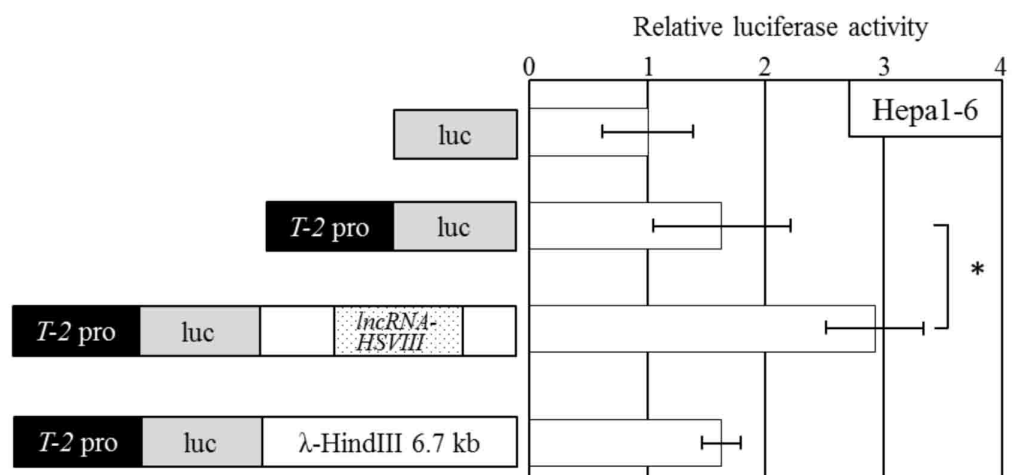 Relative luciferase activity
0 1 2 3 4
Hepa1-6
luc
T-2 pro luc
*
T-2 pro luc lncRNA-
HSVIII
T-2 pro luc λ-HindIII 6.7 kb